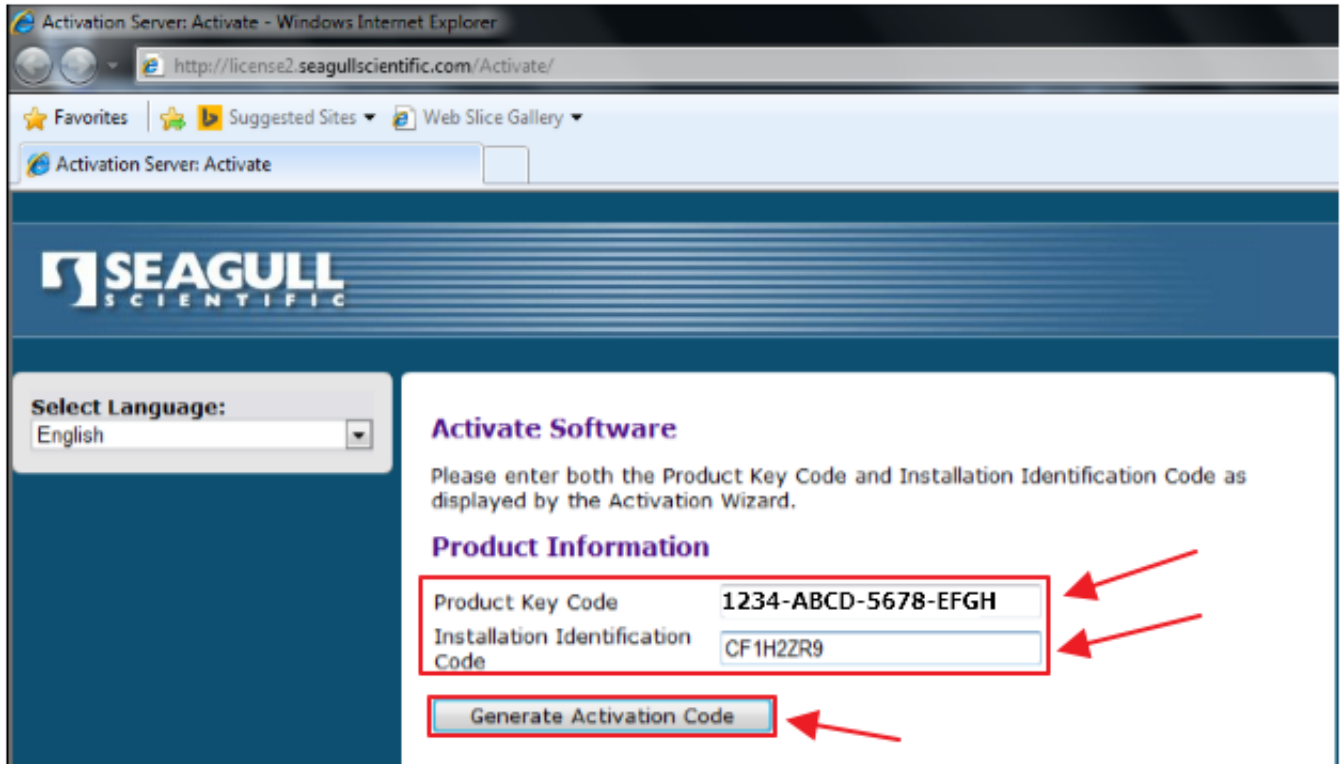 Activation Server: Activate - Windows Internet Explorer
http://license2.seagullscientific.com/Activate/
Favorites Suggested Sites Web Slice Gallery
Activation Server: Activate
SEAGULL
SCIENTIFIC
Select Language:
English
Activate Software
Please enter both the Product Key Code and Installation Identification Code as
displayed by the Activation Wizard.
Product Information
Product Key Code 1234-ABCD-5678-EFGH
Installation Identification
Code CF1H2ZR9
Generate Activation Code